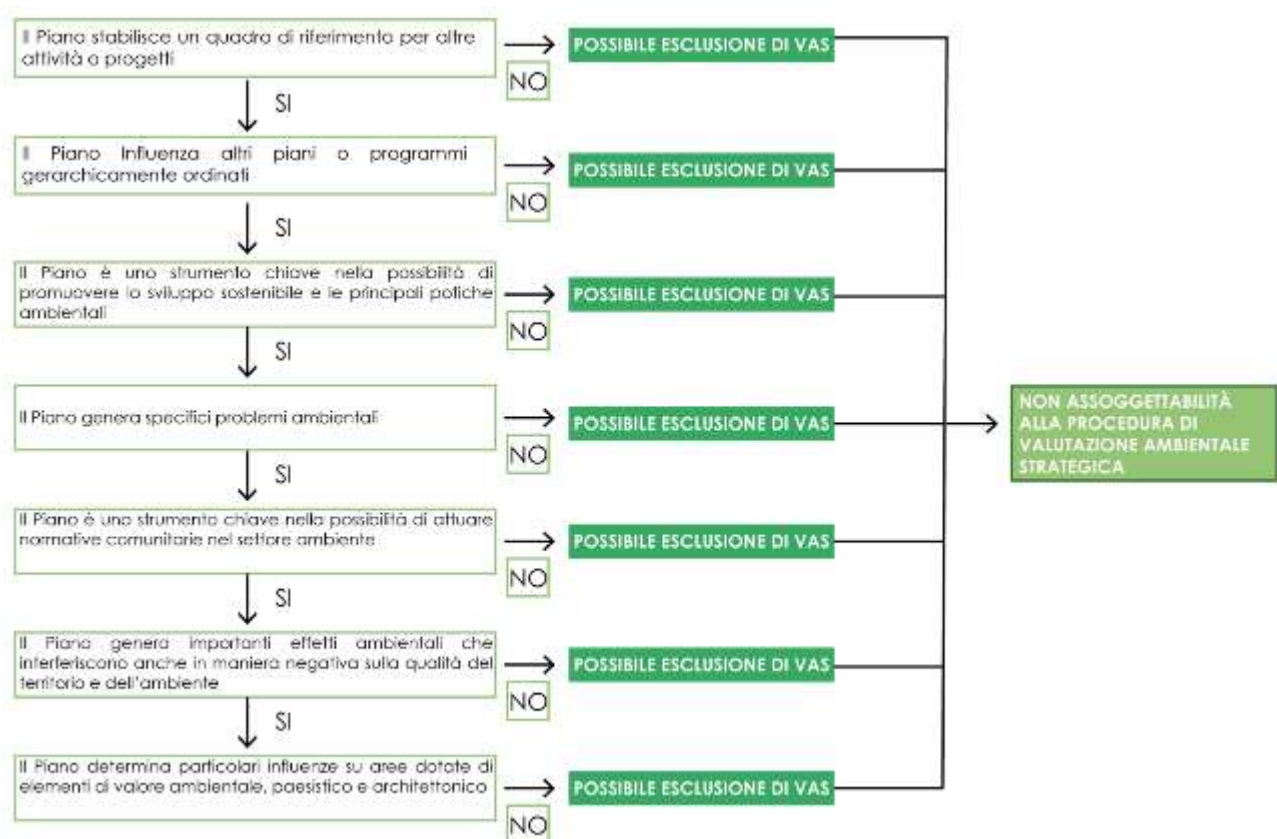 Il Piano stabilisce un quadro di riferimento per altre
attività o progetti
POSSIBILE ESCLUSIONE DI VAS
NO
SI
Il Piano Influenza altri piani o programmi
gerarchicamente ordinati
POSSIBILE ESCLUSIONE DI VAS
NO
SI
Il Piano è uno strumento chiave nella possibilità di
promuovere lo sviluppo sostenibile e le principali poliche
ambientali
POSSIBILE ESCLUSIONE DI VAS
NO
SI
Il Piano genera specifici problemi ambientali
POSSIBILE ESCLUSIONE DI VAS
NO
SI
Il Piano è uno strumento chiave nella possibilità di attuare
normative comunitarie nel settore ambiente
POSSIBILE ESCLUSIONE DI VAS
NO
SI
Il Piano genera importanti effetti ambientali che
interferiscono anche in maniera negativa sulla qualità del
territorio e dell'ambiente
POSSIBILE ESCLUSIONE DI VAS
NO
SI
Il Piano determina particolari influenze su aree dotate di
elementi di valore ambientale, paesistico e architettonico
POSSIBILE ESCLUSIONE DI VAS
NO
NON ASSOGGETTABILITÀ
ALLA PROCEDURA DI
VALUTAZIONE AMBIENTALE
STRATEGICA